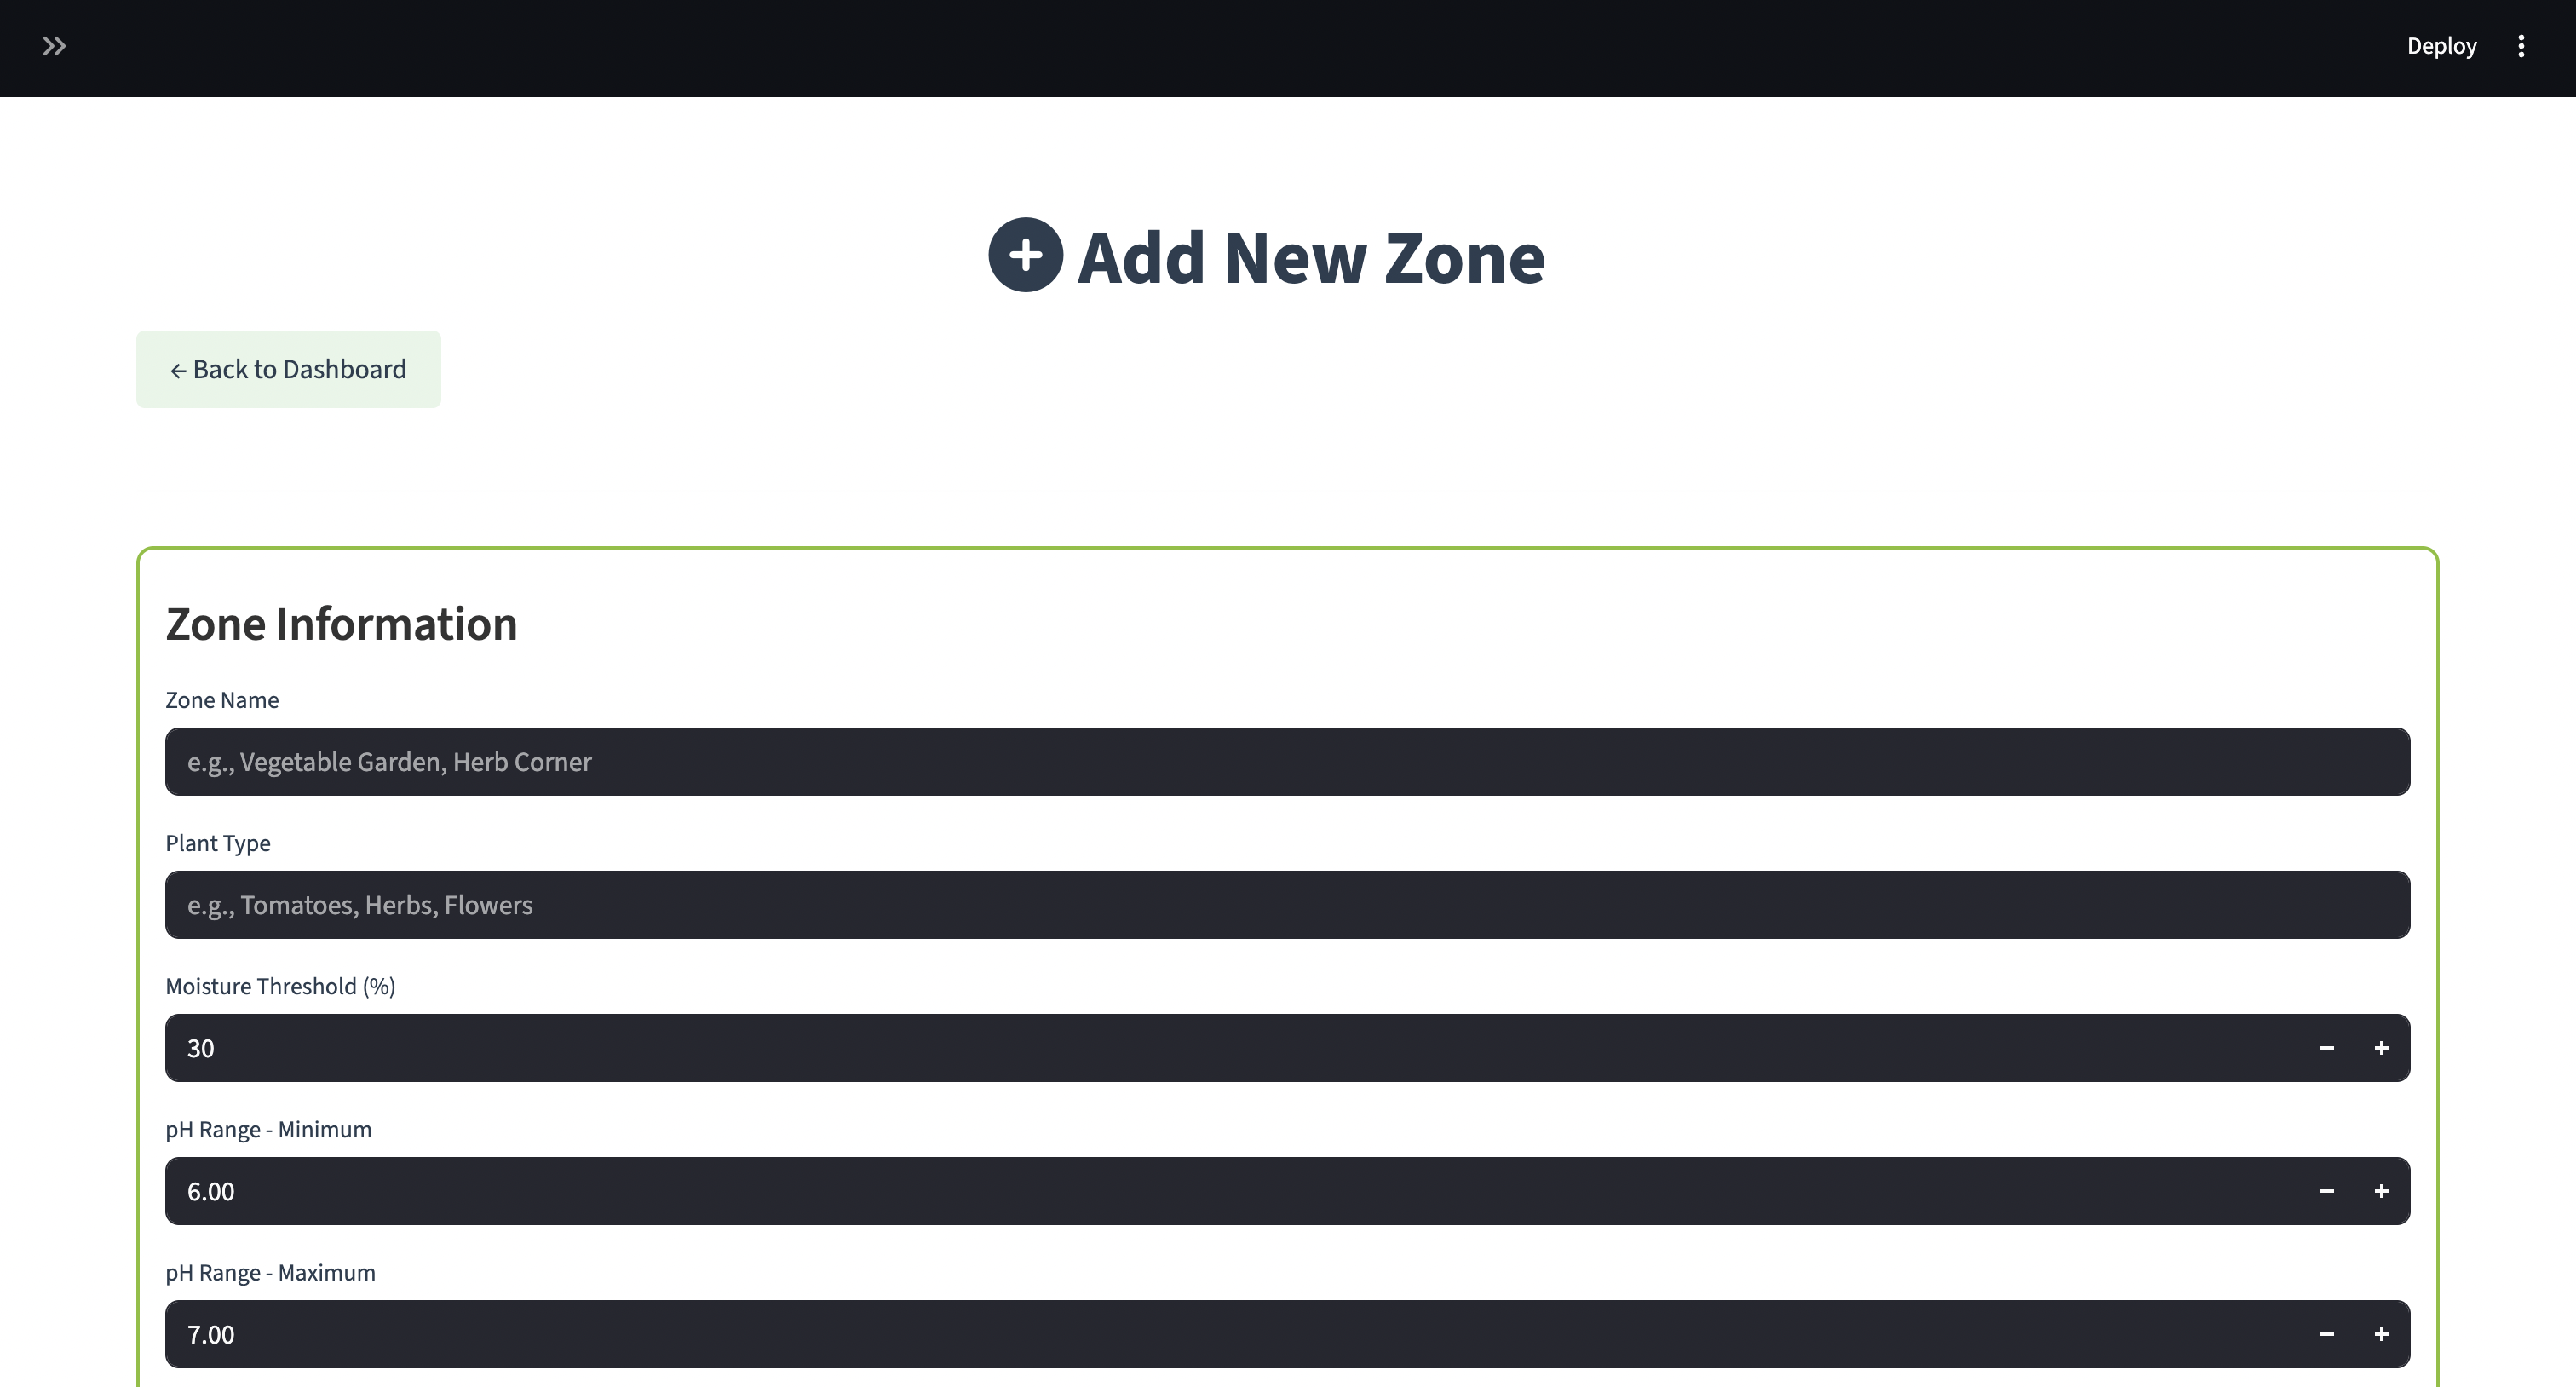 Deploy
Add New Zone
← Back to Dashboard
Zone Information
Zone Name
e.g., Vegetable Garden, Herb Corner
Plant Type
e.g., Tomatoes, Herbs, Flowers
Moisture Threshold (%)
30
pH Range - Minimum
6.00
pH Range - Maximum
7.00